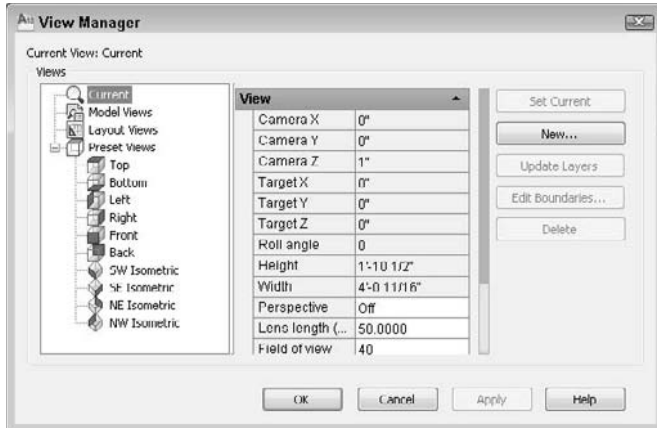 View Manager
Current View: Current
Views
Current
Model Views
Layout Views
Preset Views
Top
Bottom
Left
Right
Front
Back
SW Isometric
SE Isometric
NE Isometric
NW Isometric
View
Camera X 0"
Camera Y 0"
Camera Z 1"
Target X 0"
Target Y 0"
Target Z 0"
Roll angle 0
Height 1'-10 1/2"
Width 4'-0 11/16"
Perspective Off
Lens length (... 50.0000
Field of view 40
Set Current
New...
Update Layers
Edit Boundaries...
Delete
OK Cancel Apply Help